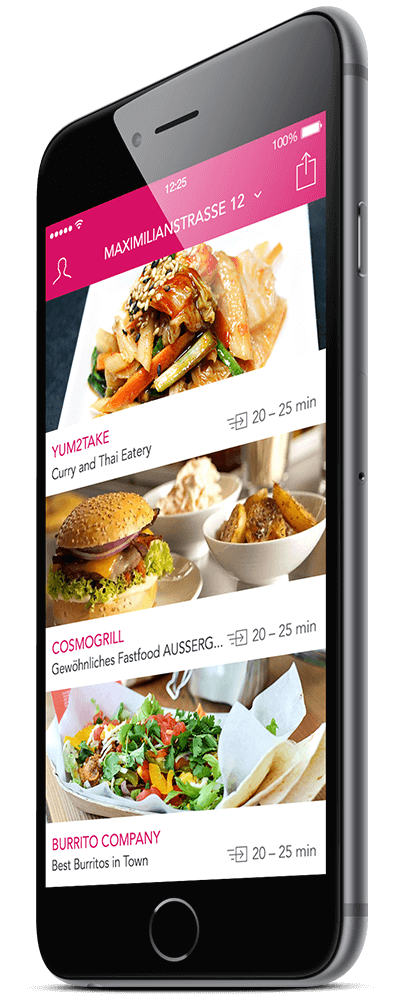 12:25
100%
MAXIMILIANSTRASSE 12
YUM2TAKE
20 – 25 min
Curry and Thai Eatery
COSMOGRILL
20 – 25 min
Gewöhnliches Fastfood AUSSERG...
BURRITO COMPANY
20 – 25 min
Best Burritos in Town